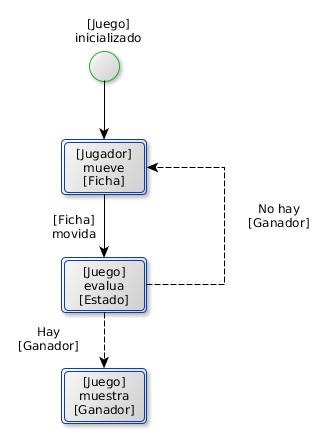 [Juego]
inicializado
[Jugador]
mueve
[Ficha]
[Ficha]
movida
No hay
[Ganador]
[Juego]
evalua
[Estado]
Hay
[Ganador]
[Juego]
muestra
[Ganador]